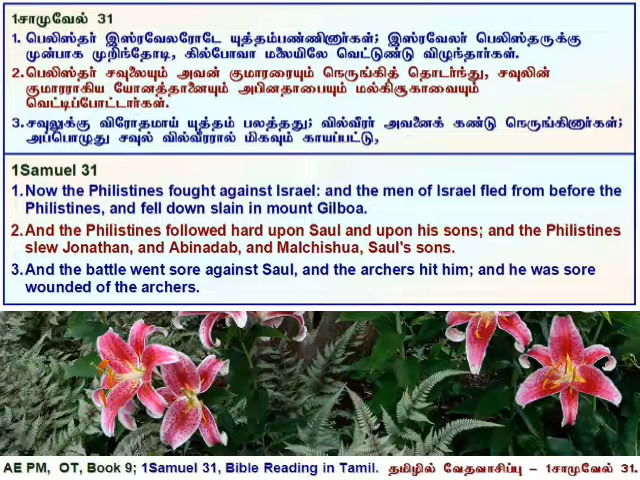 1சாமுவேல் 31
1. பெலிஸ்தர் இஸ்ரவேலரோடே யுத்தம்பண்ணினார்கள்; இஸ்ரவேலர் பெலிஸ்தருக்கு
முன்பாக முறிந்தோடி, கில்போவா மலையிலே வெட்டுண்டு விழுந்தார்கள்.
2. பெலிஸ்தர் சவுலையும் அவன் குமாரரையும் நெருங்கித் தொடர்ந்து, சவுலின்
குமாரராகிய யோனத்தானையும் அபினதாபையும் மல்கிசூகாவையும்
வெட்டிப்போட்டார்கள்.
3. சவுலுக்கு விரோதமாய் யுத்தம் பலத்தது; வில்வீரர் அவனைக் கண்டு நெருங்கினார்கள்;
அப்பொழுது சவுல் வில்வீரரால் மிகவும் காயப்பட்டு,
1Samuel 31
1. Now the Philistines fought against Israel: and the men of Israel fled from before the
Philistines, and fell down slain in mount Gilboa.
2. And the Philistines followed hard upon Saul and upon his sons; and the Philistines
slew Jonathan, and Abinadab, and Malchishua, Saul's sons.
3. And the battle went sore against Saul, and the archers hit him; and he was sore
wounded of the archers.
AE PM, OT, Book 9; 1Samuel 31, Bible Reading in Tamil. தமிழில் வேதவாசிப்பு – 1சாமுவேல் 31.